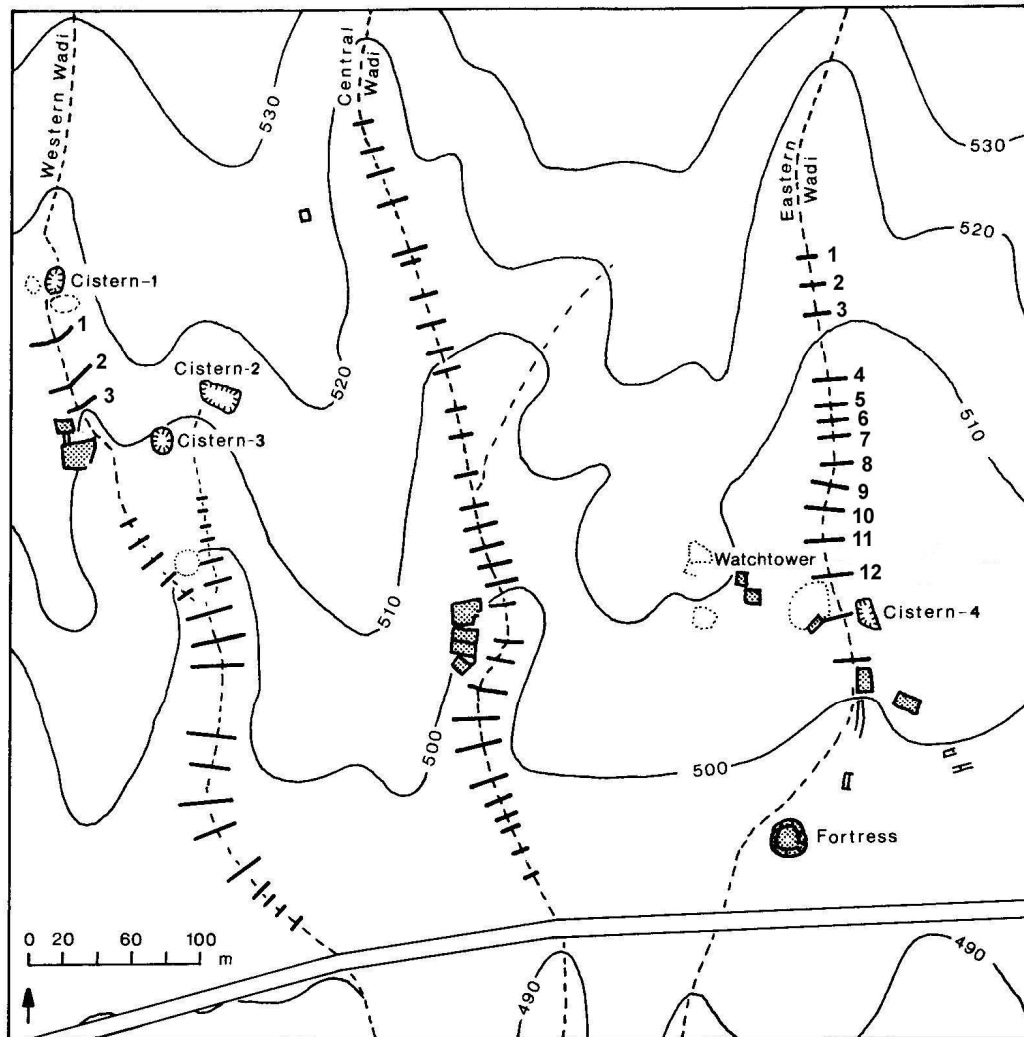 Western Wadi
Central
Wadi
Eastern
Wadi
530
530
520
520
510
510
500
500
490
490
Cistern-1
1
2
3
Cistern-2
Cistern-3
1
2
3
4
5
6
7
8
9
10
11
12
Watchtower
Cistern-4
Fortress
0 20 60 100
m